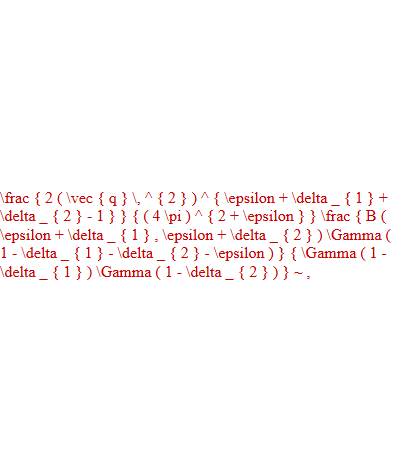 \frac { 2 ( \vec { q } \, ^ { 2 } ) ^ { \epsilon + \delta _ { 1 } +
\delta _ { 2 } - 1 } } { ( 4 \pi ) ^ { 2 + \epsilon } } \frac { B (
\epsilon + \delta _ { 1 } , \epsilon + \delta _ { 2 } ) \Gamma (
1 - \delta _ { 1 } - \delta _ { 2 } - \epsilon ) } { \Gamma ( 1 -
\delta _ { 1 } ) \Gamma ( 1 - \delta _ { 2 } ) } ~ ,